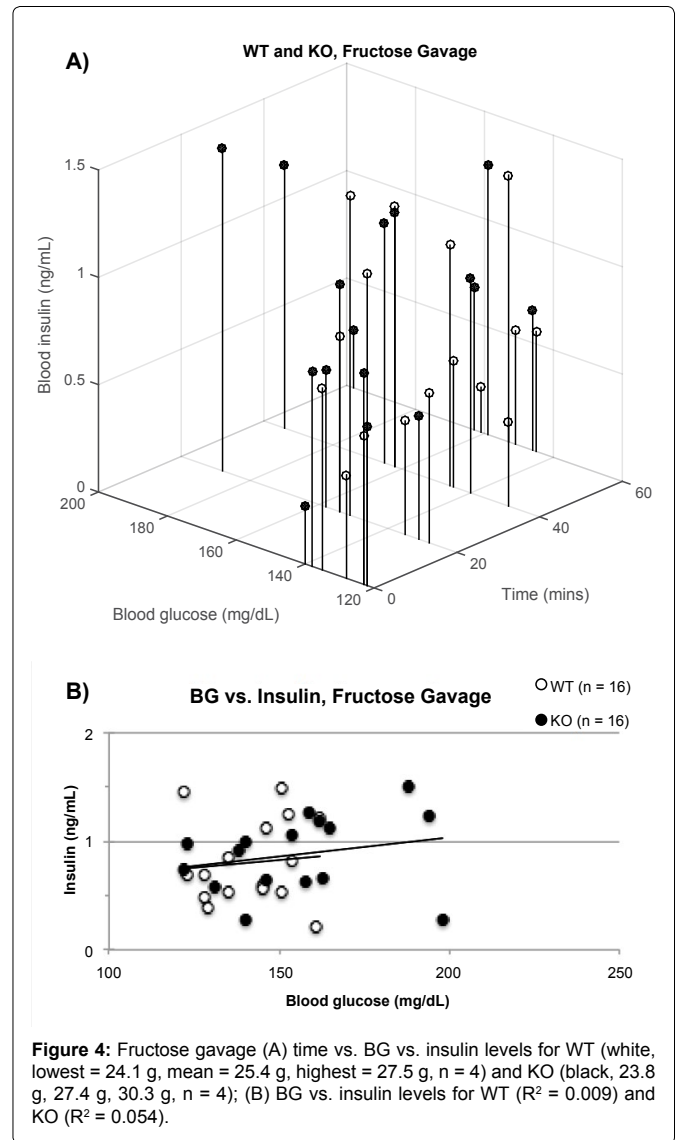 WT and KO, Fructose Gavage
A)
1.5
1
0.5
0
Blood insulin (ng/mL)
200
180
160
140
120
Blood glucose (mg/dL)
0
20
40
60
Time (mins)
B)
BG vs. Insulin, Fructose Gavage
WT (n = 16)
KO (n = 16)
2
1
0
Insulin (ng/mL)
100
150
200
250
Blood glucose (mg/dL)
Figure 4: Fructose gavage (A) time vs. BG vs. insulin levels for WT (white,
lowest = 24.1 g, mean = 25.4 g, highest = 27.5 g, n = 4) and KO (black, 23.8
g, 27.4 g, 30.3 g, n = 4); (B) BG vs. insulin levels for WT (R² = 0.009) and
KO (R² = 0.054).